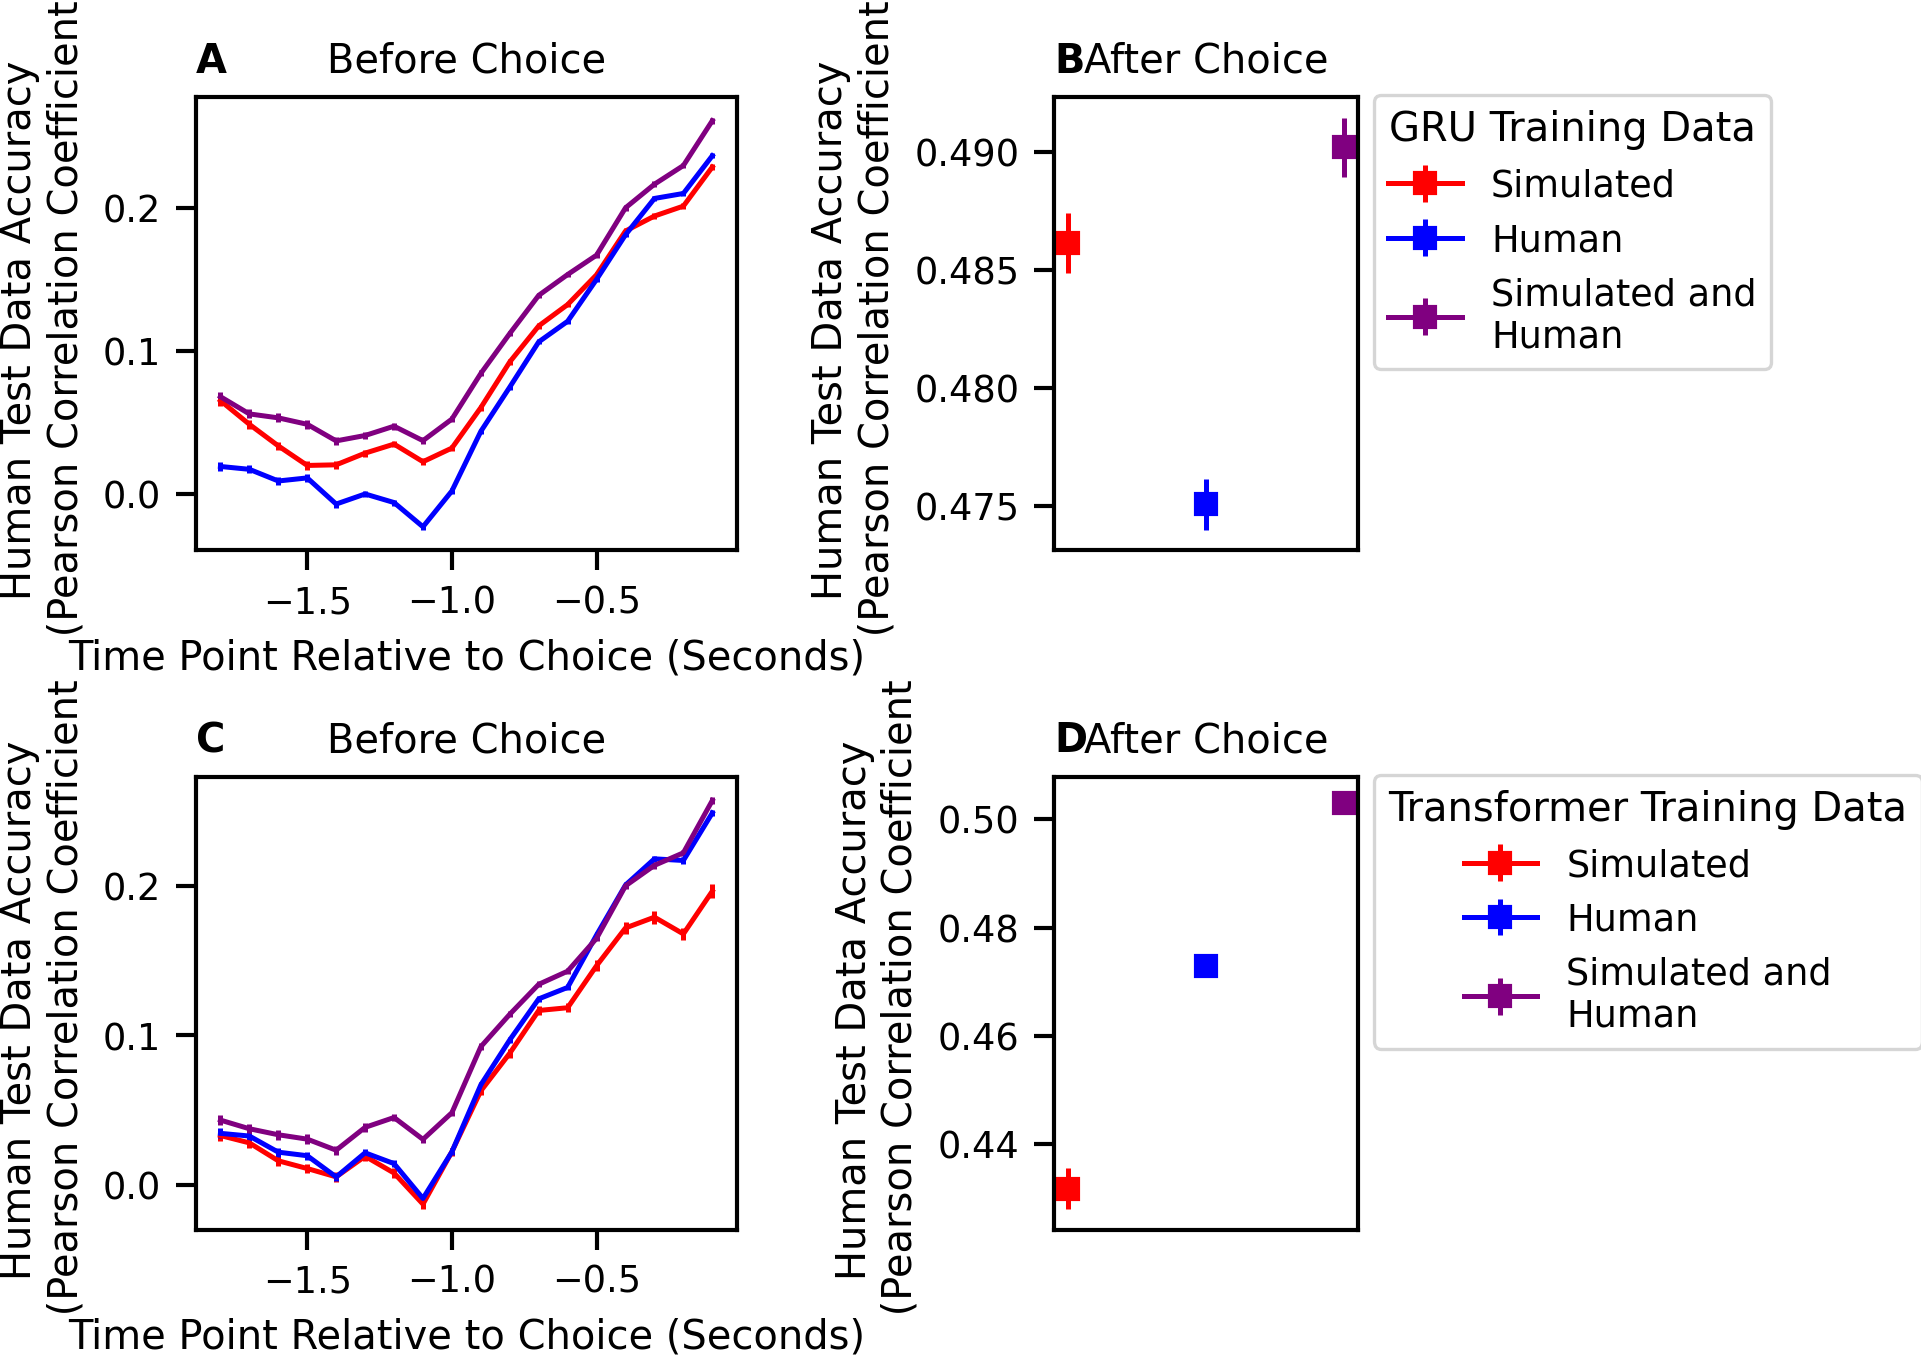 A
Before Choice
Human Test Data Accuracy
(Pearson Correlation Coefficient
0.2
0.1
0.0
−1.5
−1.0
−0.5
Time Point Relative to Choice (Seconds)
B
After Choice
Human Test Data Accuracy
(Pearson Correlation Coefficient
0.490
0.485
0.480
0.475
GRU Training Data
Simulated
Human
Simulated and
Human
C
Before Choice
Human Test Data Accuracy
(Pearson Correlation Coefficient
0.2
0.1
0.0
−1.5
−1.0
−0.5
Time Point Relative to Choice (Seconds)
D
After Choice
Human Test Data Accuracy
(Pearson Correlation Coefficient
0.50
0.48
0.46
0.44
Transformer Training Data
Simulated
Human
Simulated and
Human